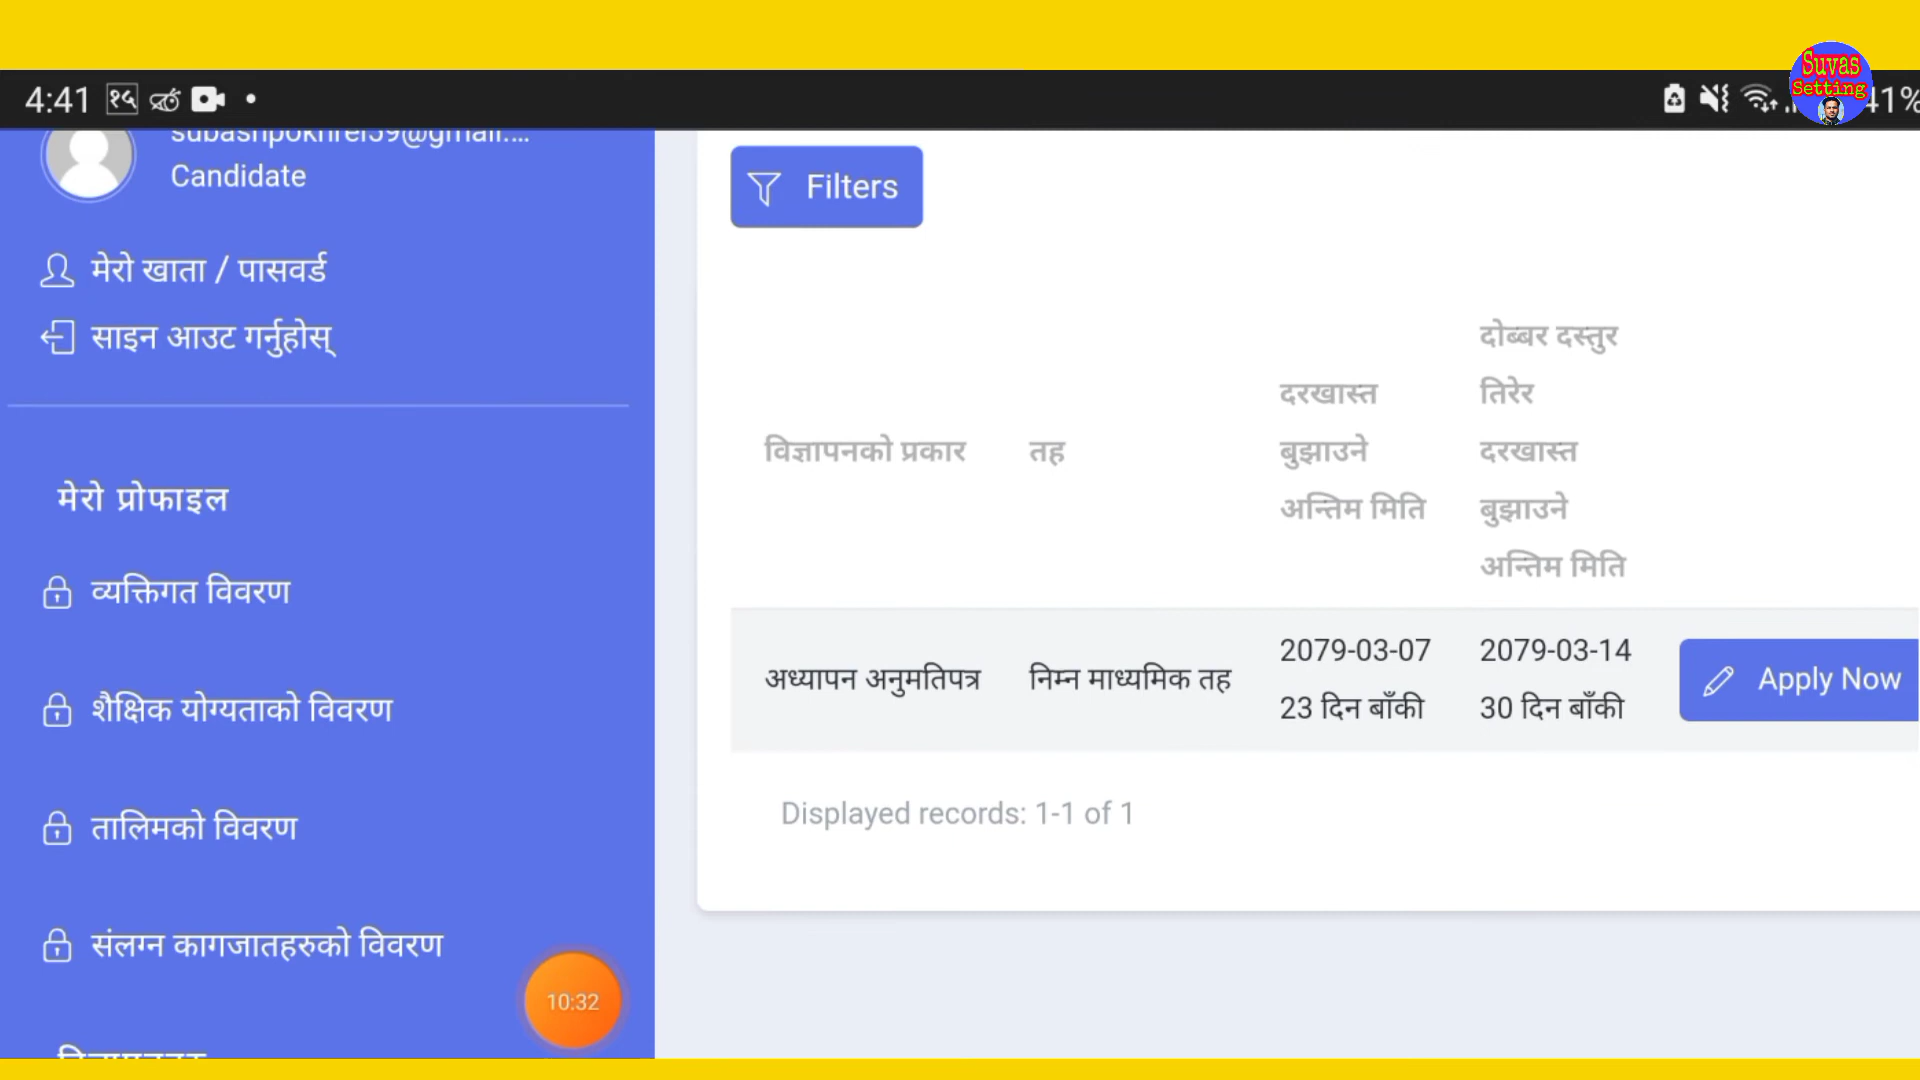 4:41 १५
Suvas
Setting
41%
Candidate
मेरो खाता / पासवर्ड
साइन आउट गर्नुहोस्
मेरो प्रोफाइल
व्यक्तिगत विवरण
शैक्षिक योग्यताको विवरण
तालिमको विवरण
संलग्न कागजातहरुको विवरण
10:32
Filters
विज्ञापनको प्रकार
तह
दरखास्त
बुझाउने
अन्तिम मिति
दोब्बर दस्तुर
तिरेर
दरखास्त
बुझाउने
अन्तिम मिति
अध्यापन अनुमतिपत्र
निम्न माध्यमिक तह
2079-03-07
23 दिन बाँकी
2079-03-14
30 दिन बाँकी
Apply Now
Displayed records: 1-1 of 1